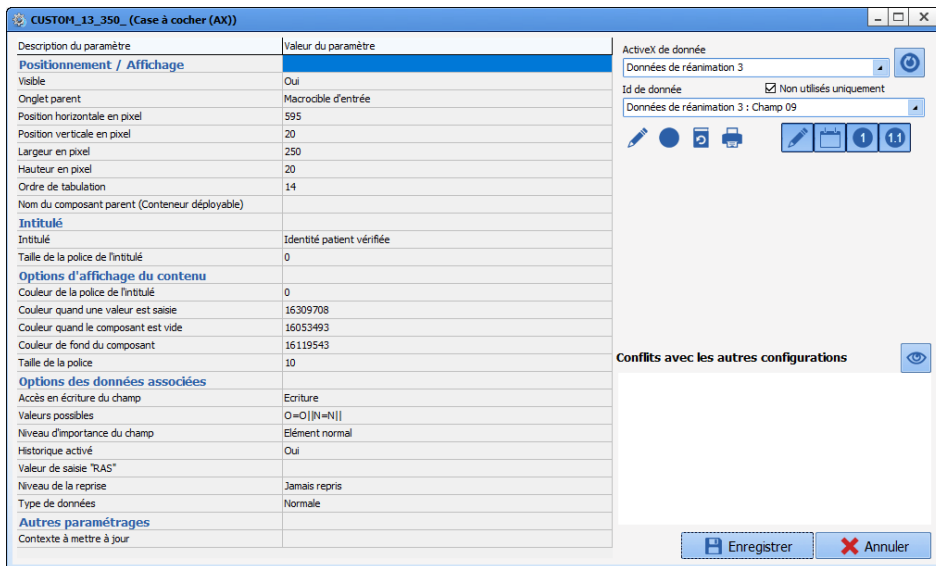 CUSTOM_13_350_ (Case à cocher (AX))
Description du paramètre Valeur du paramètre
Positionnement / Affichage
Visible Oui
Onglet parent Macrocible d'entrée
Position horizontale en pixel 595
Position verticale en pixel 20
Largeur en pixel 250
Hauteur en pixel 20
Ordre de tabulation 14
Nom du composant parent (Conteneur déployable)
Intitulé
Intitulé Identité patient vérifiée
Taille de la police de l'intitulé 0
Options d'affichage du contenu
Couleur de la police de l'intitulé 0
Couleur quand une valeur est saisie 16309708
Couleur quand le composant est vide 16053493
Couleur de fond du composant 16119543
Taille de la police 10
Options des données associées
Accès en écriture du champ Ecriture
Valeurs possibles O=O||N=N||
Niveau d'importance du champ Elément normal
Historique activé Oui
Valeur de saisie "RAS"
Niveau de la reprise Jamais repris
Type de données Normale
Autres paramétrages
Contexte à mettre à jour
ActiveX de donnée
Données de réanimation 3
Id de donnée Non utilisés uniquement
Données de réanimation 3 : Champ 09
1 1.1
Conflits avec les autres configurations
Enregistrer Annuler